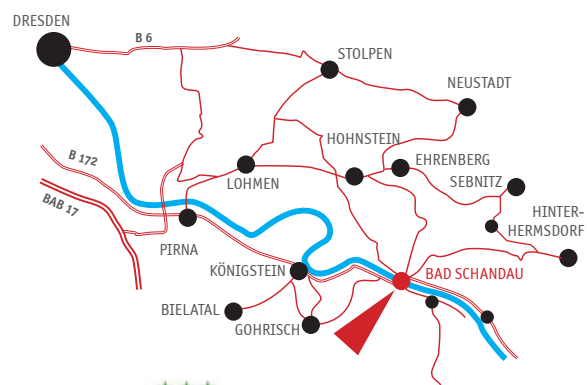 DRESDEN
B 6
STOLPEN
NEUSTADT
HOHNSTEIN
B 172
EHRENBERG
LOHMEN
SEBNITZ
BAB 17
HINTER-
HERMSDORF
PIRNA
KÖNIGSTEIN
BAD SCHANDAU
BIELATAL
GOHRISCH